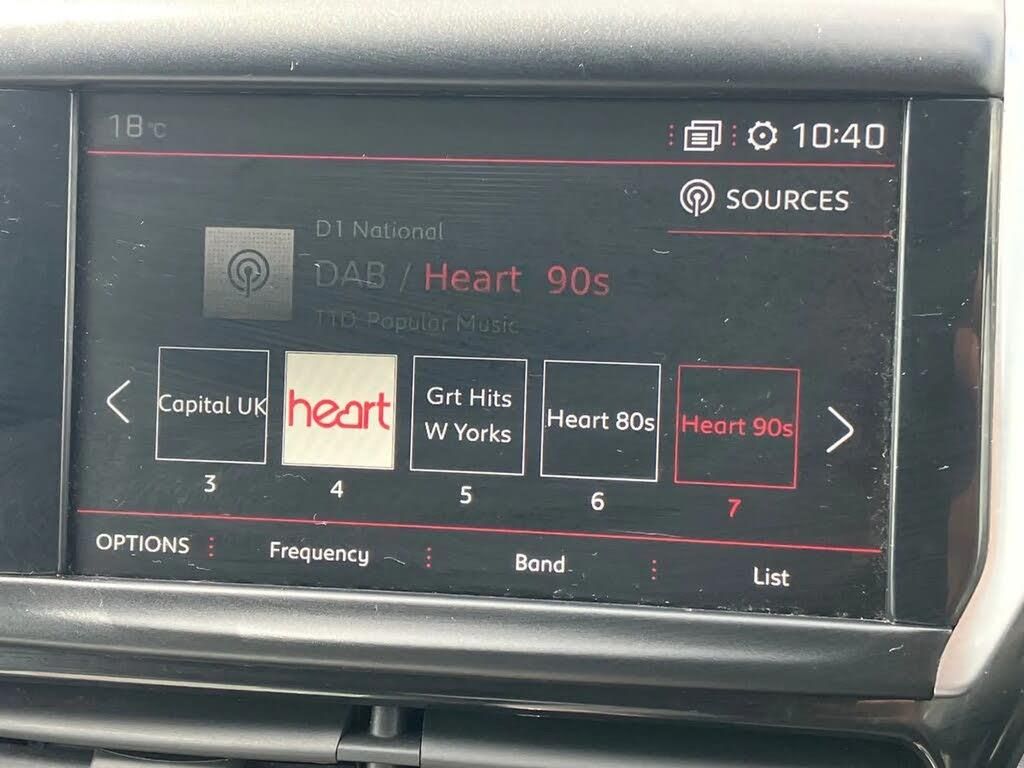 18°C
10:40
SOURCES
D1 National
DAB / Heart 90s
T1D Popular Music
Capital UK
heart
Grt Hits
W Yorks
Heart 80s
Heart 90s
3
4
5
6
7
OPTIONS
Frequency
Band
List